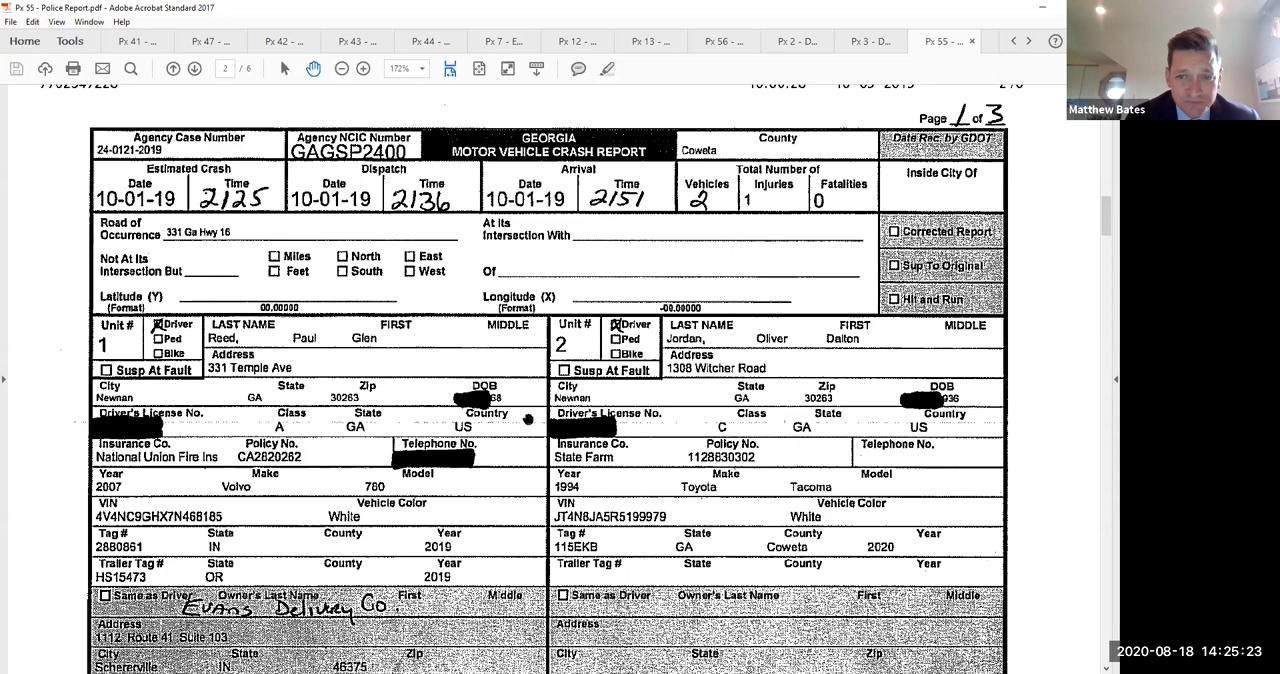 Px 55 - Police Report.pdf - Adobe Acrobat Standard 2017
File Edit View Window Help
Home Tools Px 41 - ... Px 47 - ... Px 42 - ... Px 43 - ... Px 44 - ... Px 7 - E... Px 12 - ... Px 13 - ... Px 56 - ... Px 2 - D... Px 3 - D... Px 55 - ... ×
2 / 6 172%
Matthew Bates
Page 1 of 3
Agency Case Number Agency NCIC Number GEORGIA County Date Rec. by GDOT
24-0121-2019 GAGSP2400 MOTOR VEHICLE CRASH REPORT Coweta
Estimated Crash Dispatch Arrival Total Number of Inside City Of
Date Time Date Time Date Time Vehicles Injuries Fatalities
10-01-19 2125 10-01-19 2136 10-01-19 2151 2 1 0
Road of Occurrence 331 Ga Hwy 16 At Its Intersection With Corrected Report
Not At Its Intersection But Miles North East
Feet South West Of Sup To Original
Latitude (Y) Longitude (X) Hit and Run
(Format) 00.00000 (Format) -00.00000
Unit # Driver LAST NAME FIRST MIDDLE Unit # Driver LAST NAME FIRST MIDDLE
1 Ped Reed, Paul Glen 2 Ped Jordan, Oliver Dalton
Bike Address Bike Address
Susp At Fault 331 Temple Ave Susp At Fault 1308 Witcher Road
City State Zip DOB City State Zip DOB
Newnan GA 30263 68 Newnan GA 30263 936
Driver's License No. Class State Country Driver's License No. Class State Country
A GA US C GA US
Insurance Co. Policy No. Telephone No. Insurance Co. Policy No. Telephone No.
National Union Fire Ins CA2820262 State Farm 1128830302
Year Make Model Year Make Model
2007 Volvo 780 1994 Toyota Tacoma
VIN Vehicle Color VIN Vehicle Color
4V4NC9GHX7N468185 White JT4N8JA5R5199979 White
Tag # State County Year Tag # State County Year
2880861 IN 2019 115EKB GA Coweta 2020
Trailer Tag # State County Year Trailer Tag # State County Year
HS15473 OR 2019
Same as Driver Owner's Last Name First Middle Same as Driver Owner's Last Name First Middle
Evans Delivery Co.
Address Address
1112 Route 41 Suite 103
City State Zip City State Zip
Schererville IN 46375
2020-08-18 14:25:23